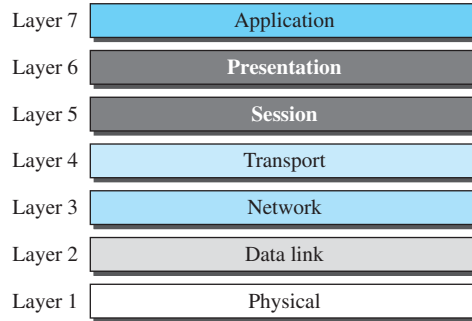 Layer 7 Application
Layer 6 Presentation
Layer 5 Session
Layer 4 Transport
Layer 3 Network
Layer 2 Data link
Layer 1 Physical